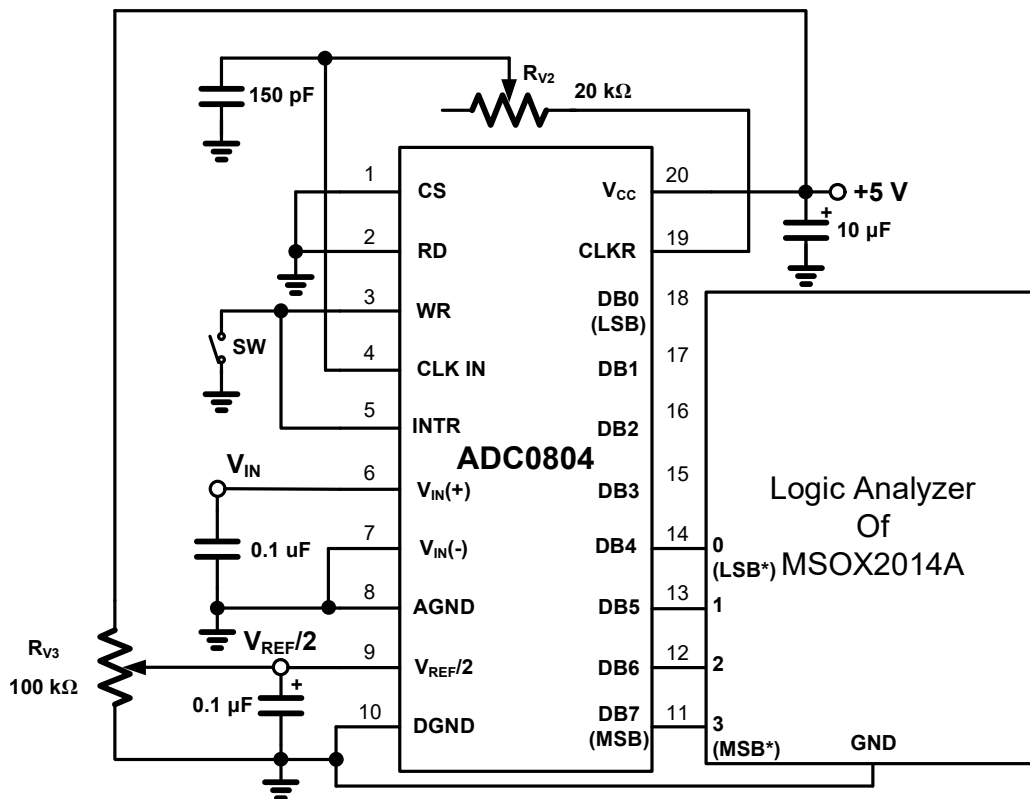 150 pF
RV2
20 kΩ
1
CS
VCC
20
+5 V
+
10 µF
2
RD
CLKR
19
3
WR
DB0
(LSB)
18
SW
4
CLK IN
DB1
17
5
INTR
DB2
16
ADC0804
VIN
6
VIN(+)
DB3
15
Logic Analyzer
Of
MSOX2014A
0.1 uF
7
VIN(-)
DB4
14
0
(LSB*)
8
AGND
DB5
13
1
RV3
100 kΩ
VREF/2
9
VREF/2
DB6
12
2
+
0.1 µF
10
DGND
DB7
(MSB)
11
3
(MSB*)
GND